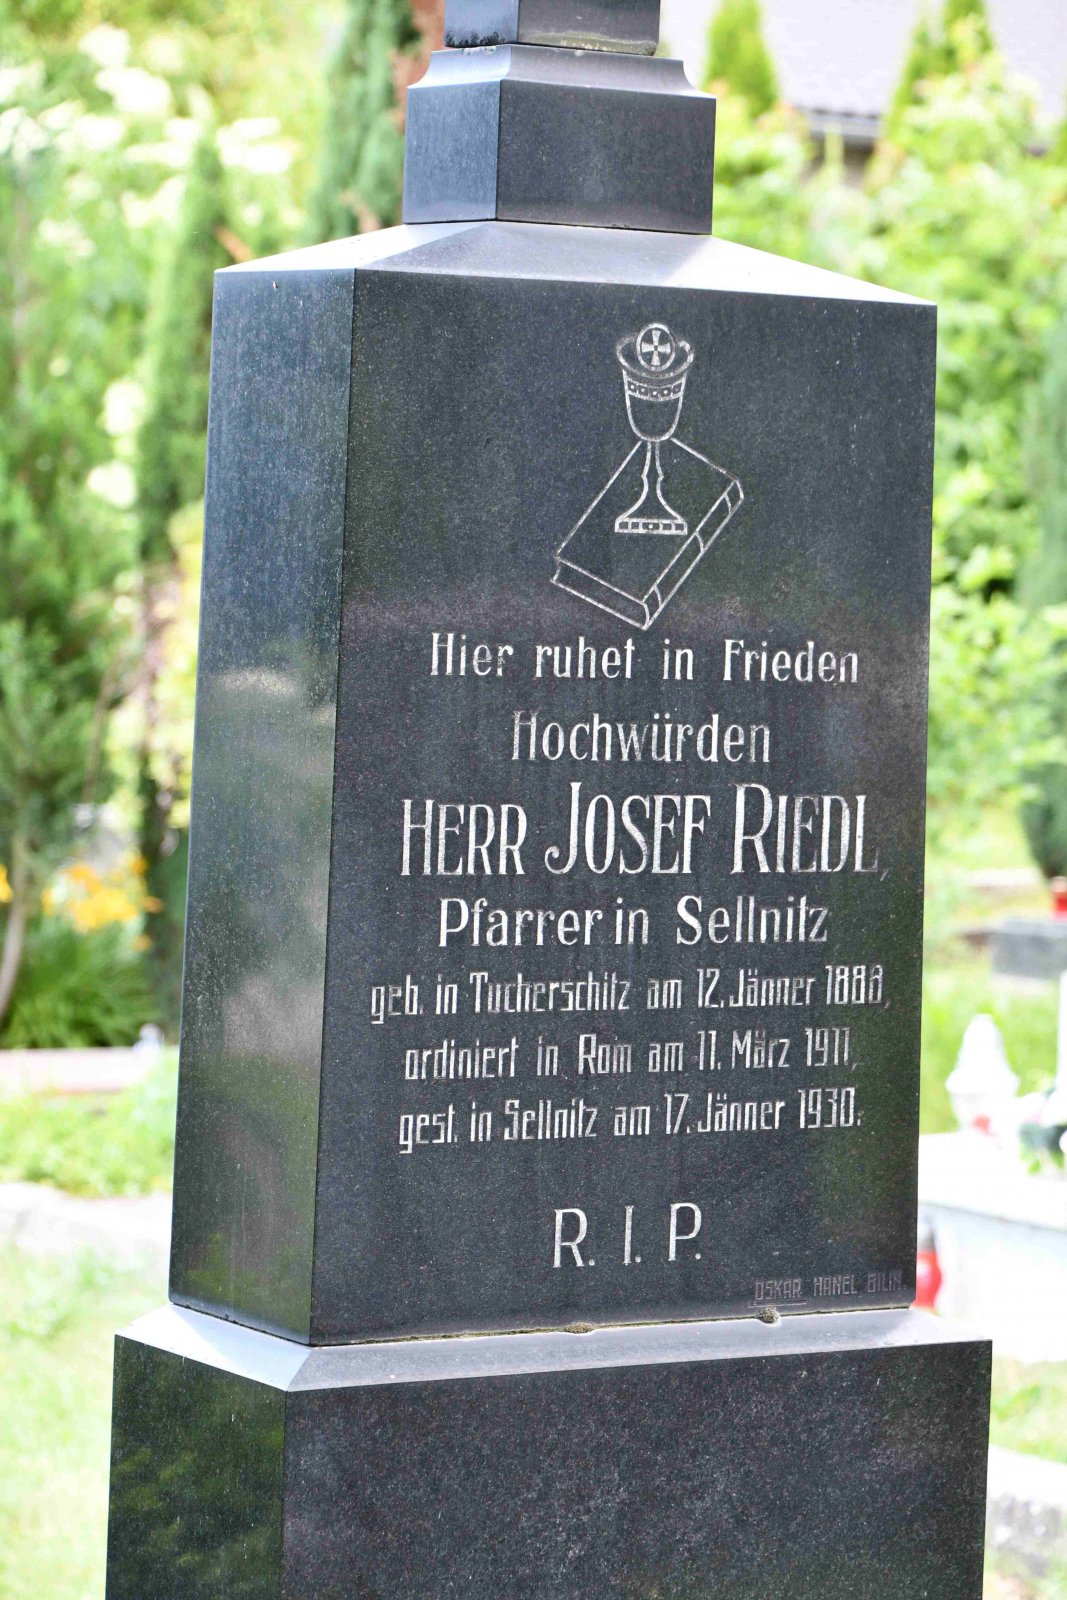 Hier ruhet in Frieden
Hochwürden
HERR JOSEF RIEDL,
Pfarrer in Sellnitz
geb. in Tucherschitz am 12. Jänner 1888,
ordiniert in Rom am 11. März 1911,
gest. in Sellnitz am 17. Jänner 1930.
R. I. P.
OSKAR HANEL BILIN